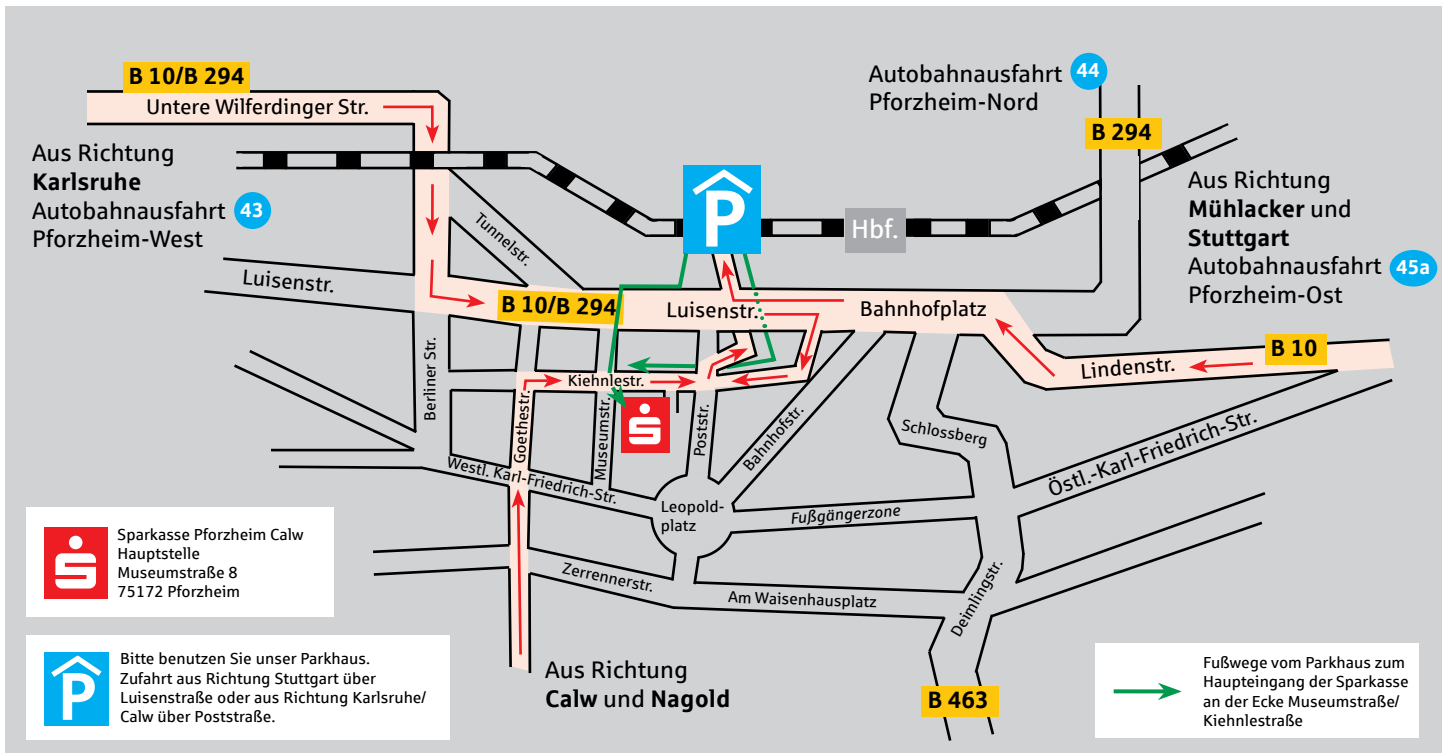 B 10/B 294
Untere Wilferdinger Str.
Aus Richtung
Karlsruhe
Autobahnausfahrt 43
Pforzheim-West
Autobahnausfahrt 44
Pforzheim-Nord
B 294
Aus Richtung
Mühlacker und
Stuttgart
Autobahnausfahrt 45a
Pforzheim-Ost
P
Hbf.
Tunnelstr.
Luisenstr.
B 10/B 294
Luisenstr.
Bahnhofplatz
B 10
Lindenstr.
Berliner Str.
Kiehnlestr.
Goethestr.
Museumstr.
Poststr.
Bahnhofstr.
Schlossberg
Östl.-Karl-Friedrich-Str.
Westl. Karl-Friedrich-Str.
Leopold-
platz
Fußgängerzone
Zerrennerstr.
Am Waisenhausplatz
Deimlingstr.
B 463
Aus Richtung
Calw und Nagold
Sparkasse Pforzheim Calw
Hauptstelle
Museumstraße 8
75172 Pforzheim
P
Bitte benutzen Sie unser Parkhaus.
Zufahrt aus Richtung Stuttgart über
Luisenstraße oder aus Richtung Karlsruhe/
Calw über Poststraße.
Fußwege vom Parkhaus zum
Haupteingang der Sparkasse
an der Ecke Museumstraße/
Kiehnlestraße